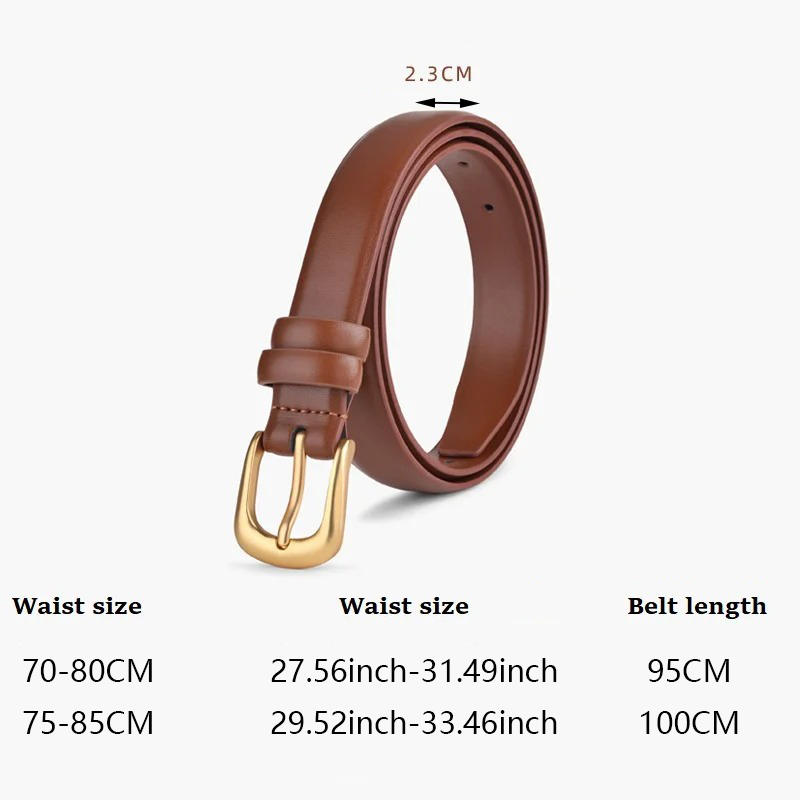 2.3CM
Waist size Waist size Belt length
70-80CM 27.56inch-31.49inch 95CM
75-85CM 29.52inch-33.46inch 100CM